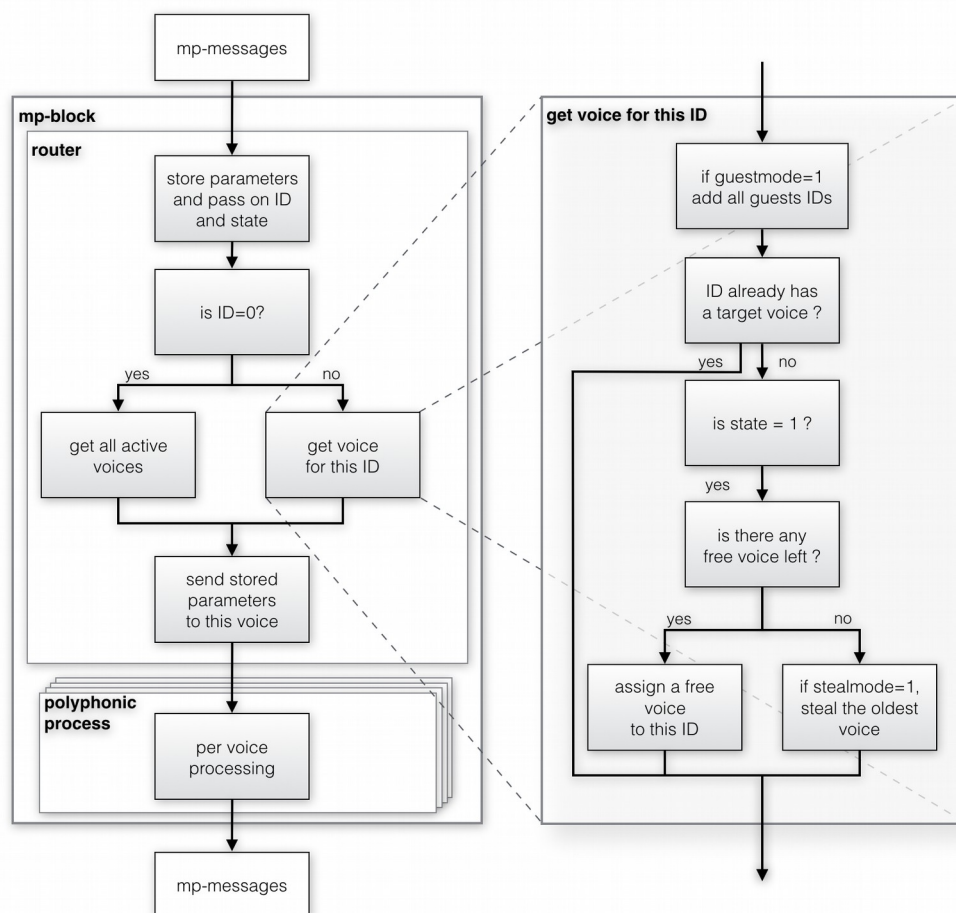 mp-messages
mp-block
router
store parameters
and pass on ID
and state
is ID=0?
yes
no
get all active
voices
get voice
for this ID
send stored
parameters
to this voice
polyphonic
process
per voice
processing
mp-messages
get voice for this ID
if guestmode=1
add all guests IDs
ID already has
a target voice ?
yes
no
is state = 1 ?
yes
is there any
free voice left ?
yes
no
assign a free
voice
to this ID
if stealmode=1,
steal the oldest
voice